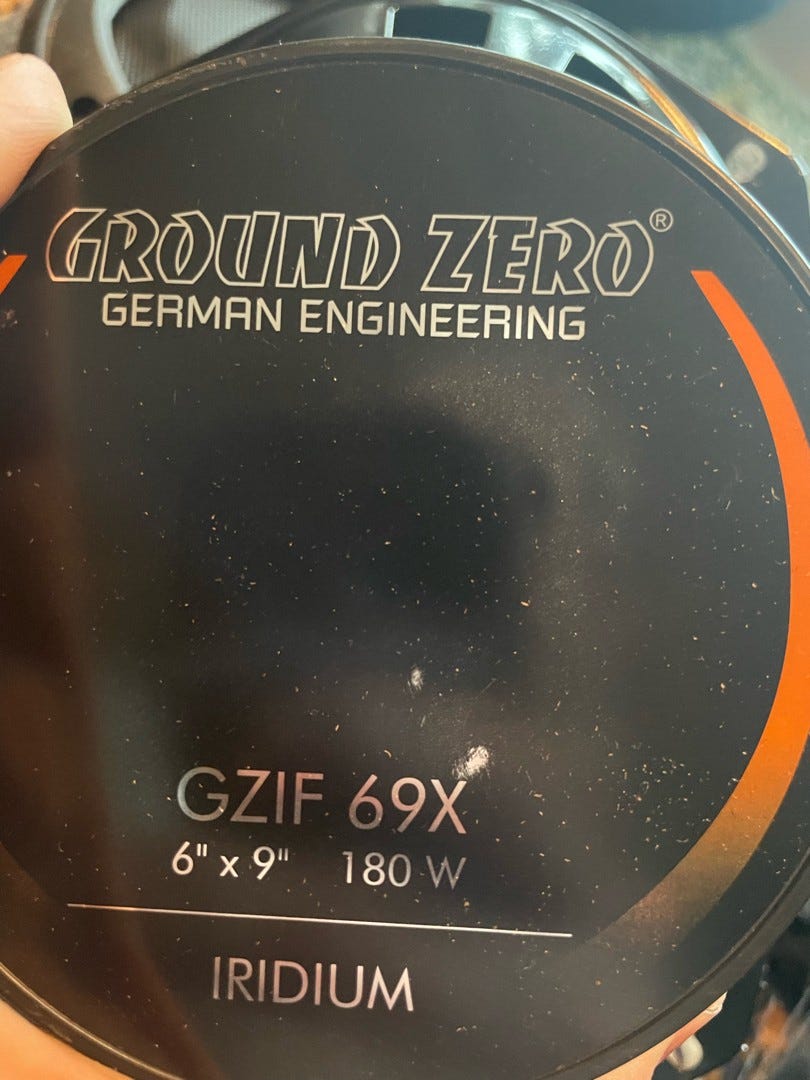 GROUND ZERO®
GERMAN ENGINEERING
GZIF 69X
6" x 9" 180 W
IRIDIUM